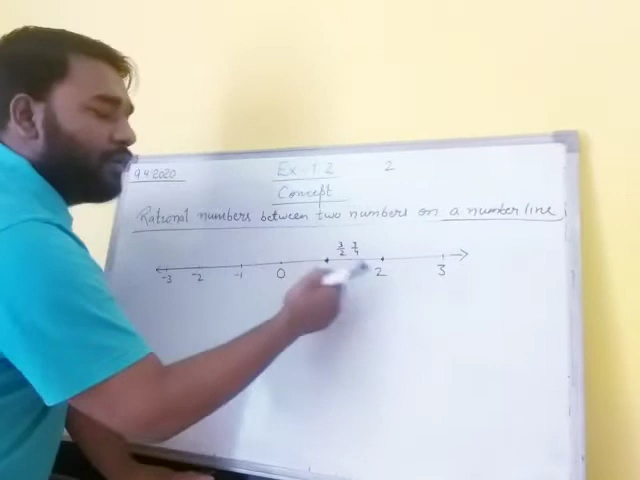 9.4.2020
Ex - 1.2
2
Concept
Rational numbers between two numbers on a number line
3/2 3/4
-3 -2 -1 0 2 3